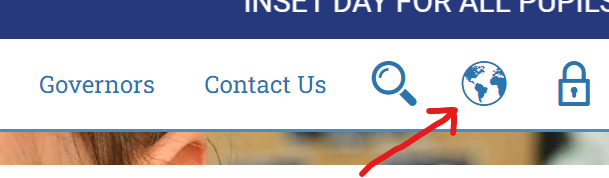 INSET DAY FOR ALL PUPILS
Governors Contact Us